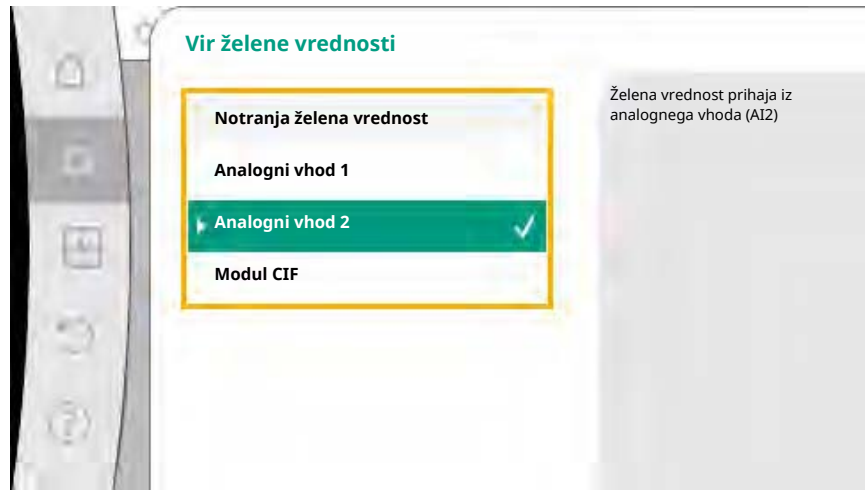 Vir želene vrednosti
Notranja želena vrednost
Analogni vhod 1
Analogni vhod 2
Modul CIF
Želena vrednost prihaja iz
analognega vhoda (AI2)